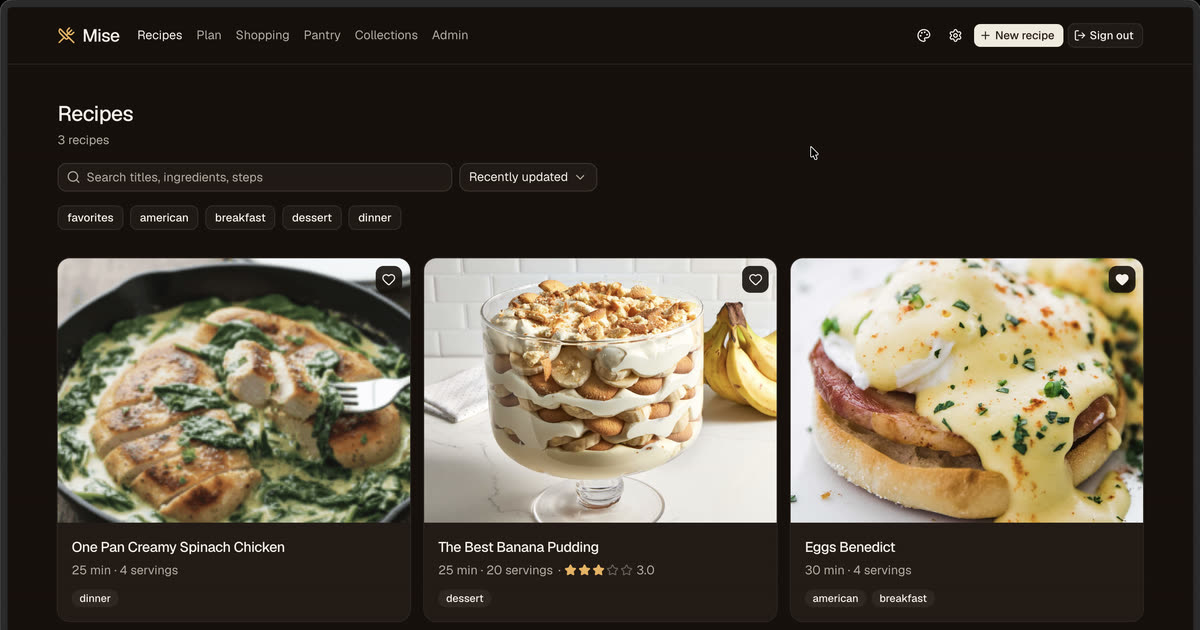 Mise Recipes Plan Shopping Pantry Collections Admin + New recipe Sign out
Recipes
3 recipes
Search titles, ingredients, steps Recently updated
favorites american breakfast dessert dinner
One Pan Creamy Spinach Chicken
25 min · 4 servings
dinner
The Best Banana Pudding
25 min · 20 servings · 3.0
dessert
Eggs Benedict
30 min · 4 servings
american breakfast